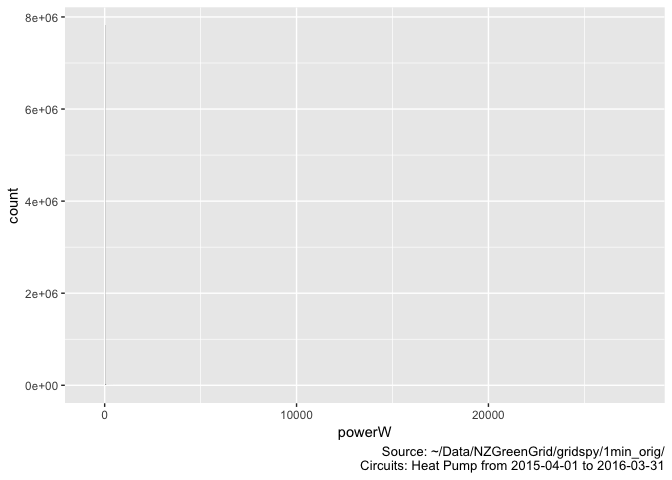 8e+06
6e+06
4e+06
2e+06
0e+00
count
0 10000 20000
powerW
Source: ~/Data/NZGreenGrid/gridspy/1min_orig/
Circuits: Heat Pump from 2015-04-01 to 2016-03-31